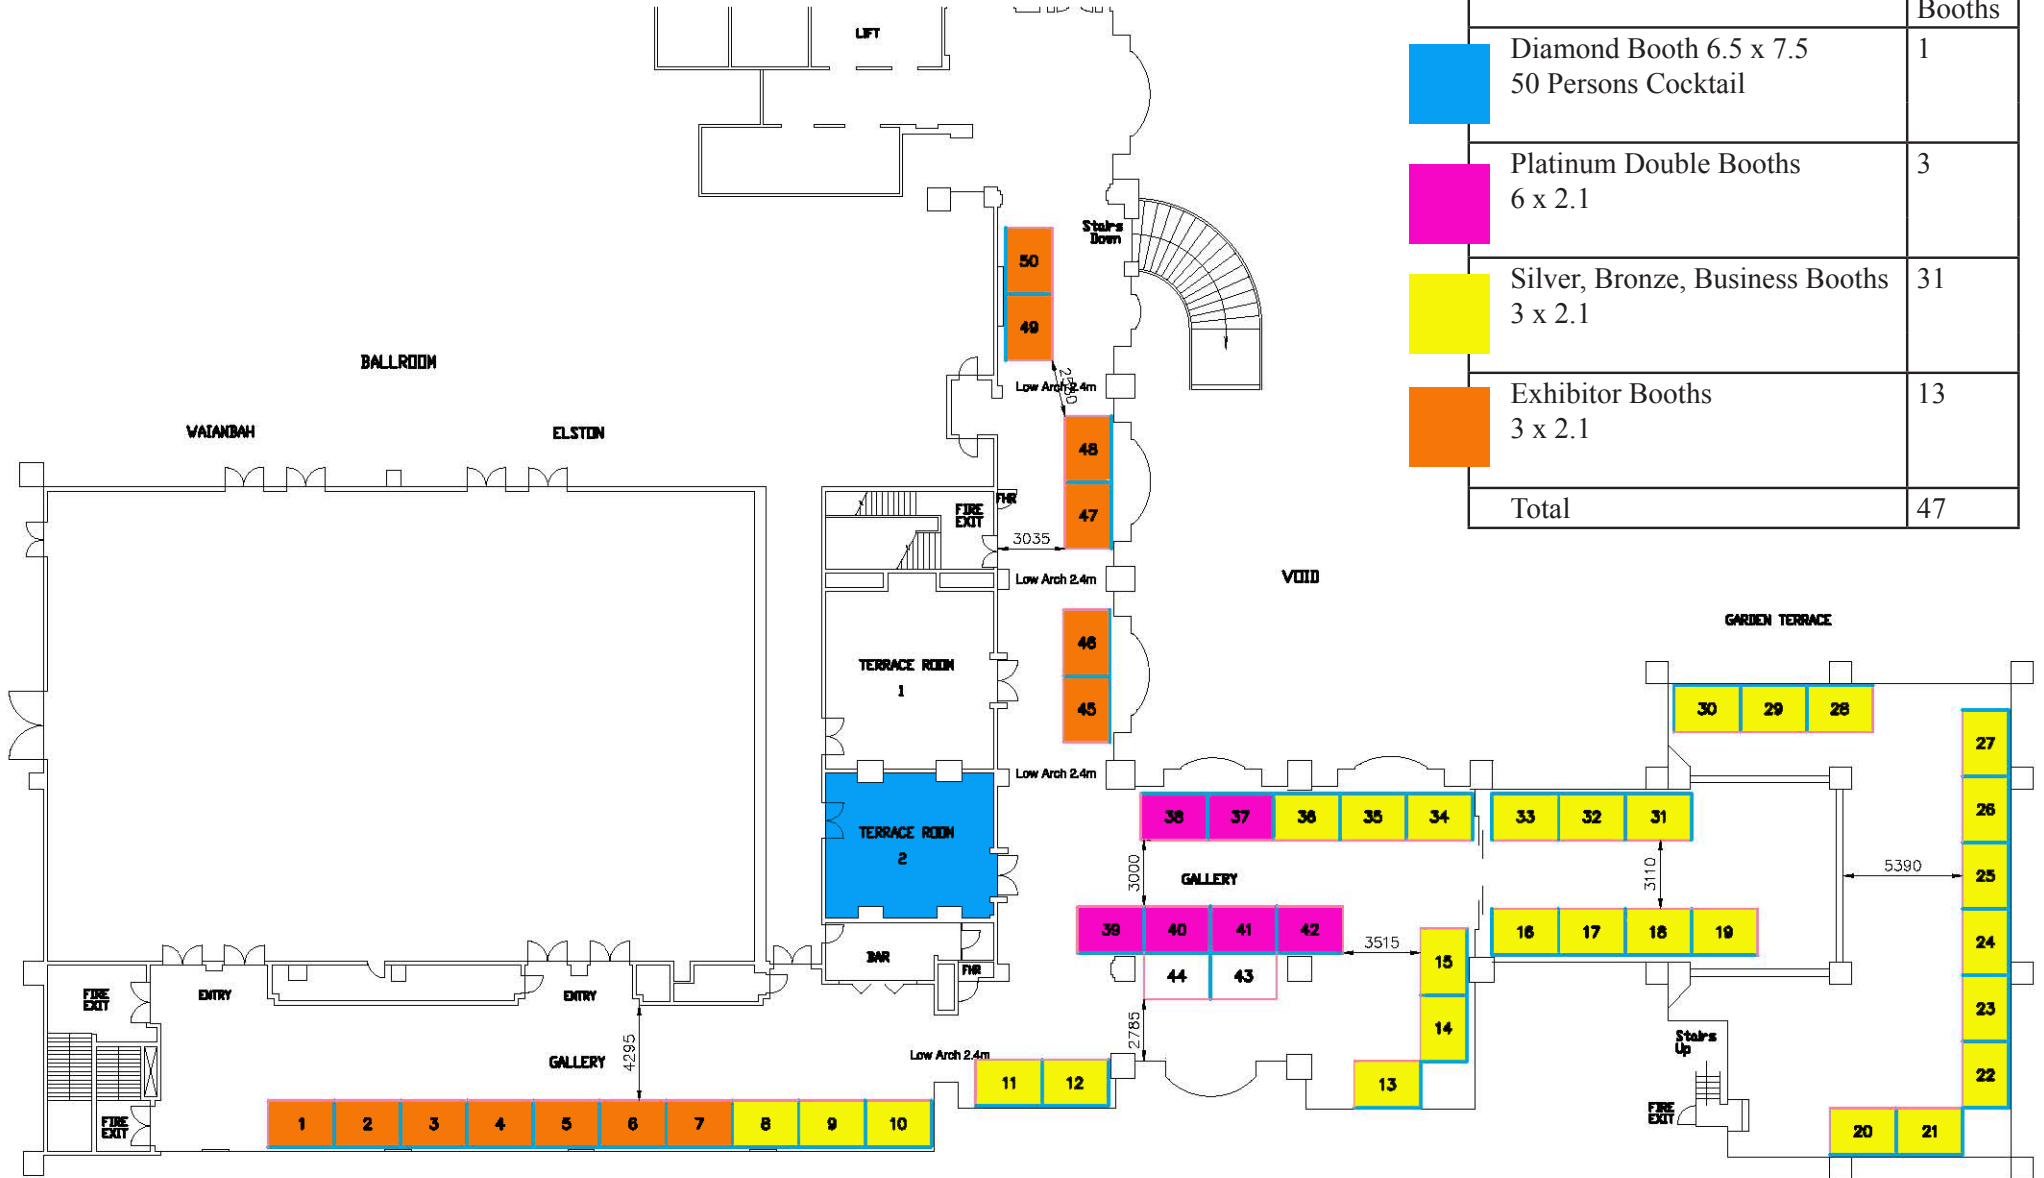 Booths
Diamond Booth 6.5 x 7.5
50 Persons Cocktail
1
Platinum Double Booths
6 x 2.1
3
Silver, Bronze, Business Booths
3 x 2.1
31
Exhibitor Booths
3 x 2.1
13
Total
47
LIFT
Stairs
Down
50
49
BALLROOM
Low Arch 2.4m
2530
WAIANBAH
ELSTON
48
FHR
FIRE
EXIT
47
3035
Low Arch 2.4m
VOID
GARDEN TERRACE
46
TERRACE ROOM
1
45
30
29
28
27
Low Arch 2.4m
38
37
36
35
34
33
32
31
26
TERRACE ROOM
2
3000
GALLERY
3110
5390
25
39
40
41
42
3515
16
17
18
19
24
BAR
FHR
44
43
15
FIRE
EXIT
ENTRY
ENTRY
23
14
2785
4295
Stairs
Up
GALLERY
Low Arch 2.4m
11
12
13
22
FIRE
EXIT
1
2
3
4
5
6
7
8
9
10
FIRE
EXIT
20
21